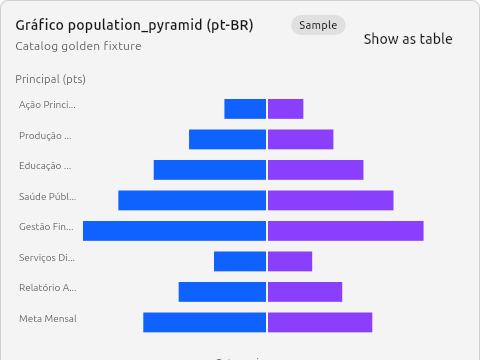 Gráfico population_pyramid (pt-BR)
Sample
Show as table
Catalog golden fixture
Principal (pts)
Ação Princi...
Produção ...
Educação ...
Saúde Públ...
Gestão Fin...
Serviços Di...
Relatório A...
Meta Mensal